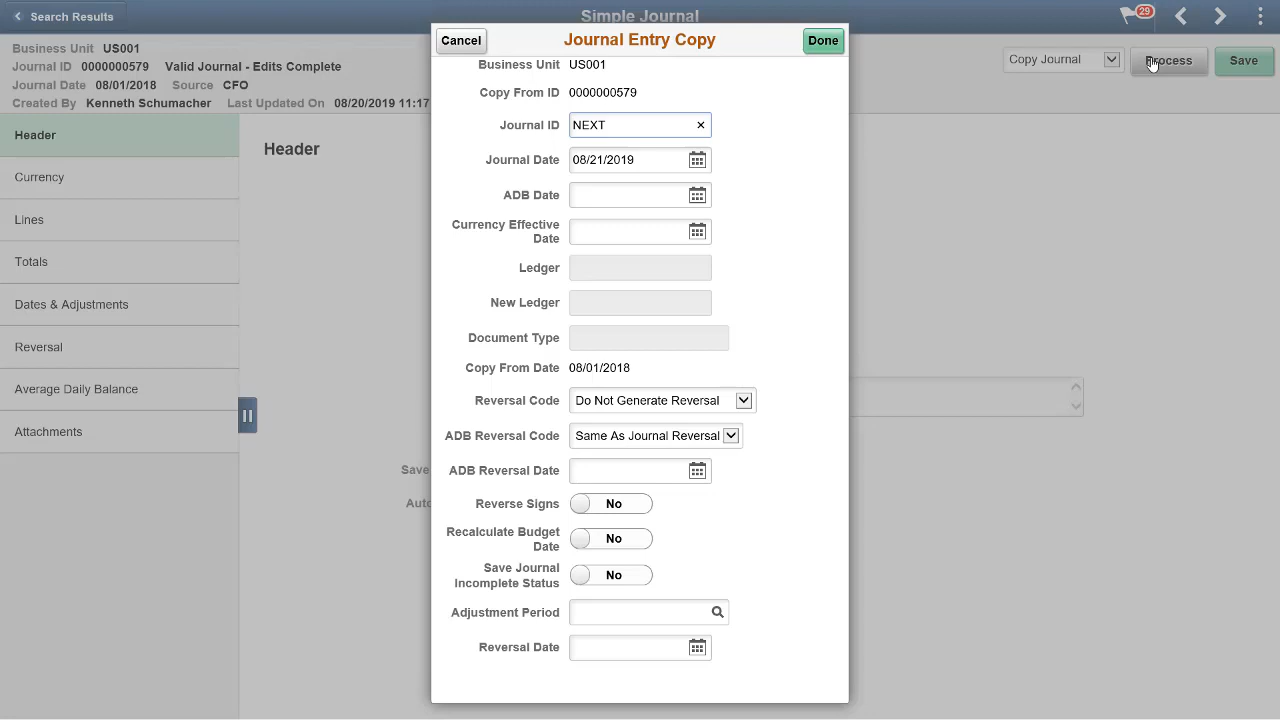 Search Results
Simple Journal
29
Business Unit US001
Journal ID 0000000579 Valid Journal - Edits Complete
Journal Date 08/01/2018 Source CFO
Created By Kenneth Schumacher Last Updated On 08/20/2019 11:17
Copy Journal
Process
Save
Header
Currency
Lines
Totals
Dates & Adjustments
Reversal
Average Daily Balance
Attachments
Header
Save
Auto
Cancel
Journal Entry Copy
Done
Business Unit US001
Copy From ID 0000000579
Journal ID NEXT
Journal Date 08/21/2019
ADB Date
Currency Effective
Date
Ledger
New Ledger
Document Type
Copy From Date 08/01/2018
Reversal Code Do Not Generate Reversal
ADB Reversal Code Same As Journal Reversal
ADB Reversal Date
Reverse Signs No
Recalculate Budget
Date No
Save Journal
Incomplete Status No
Adjustment Period
Reversal Date